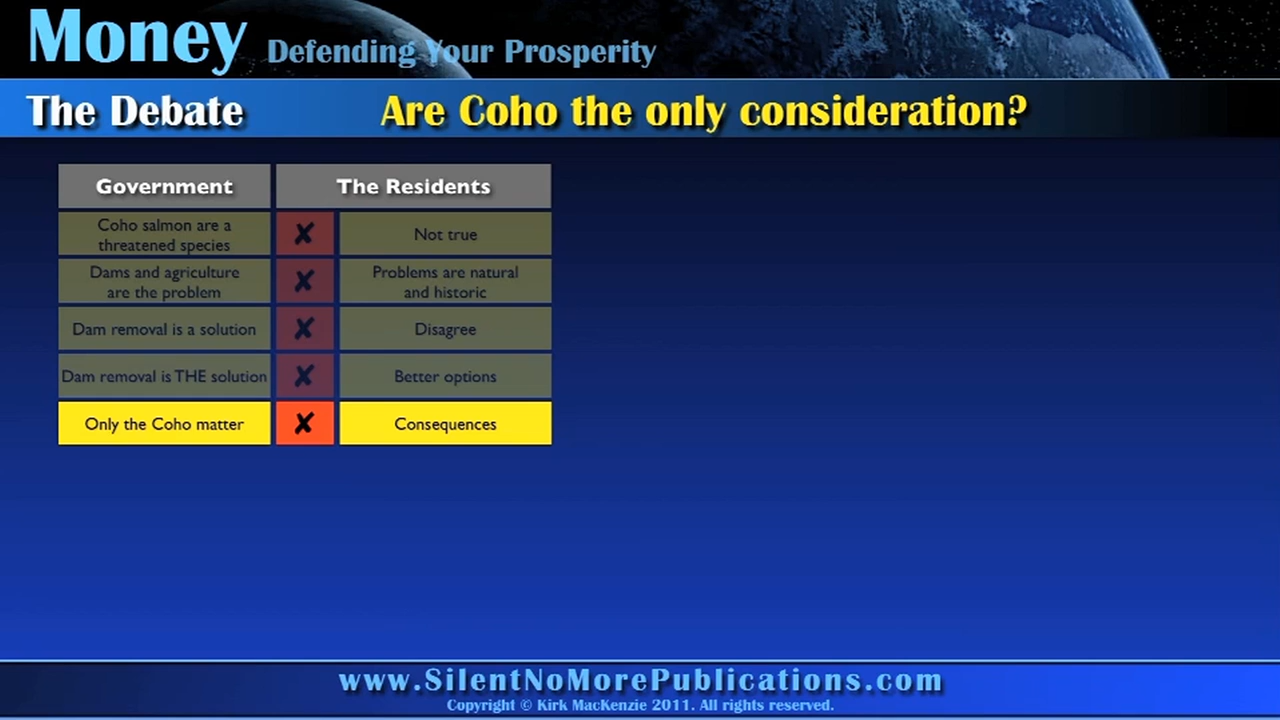 Money Defending Your Prosperity
The Debate Are Coho the only consideration?
Government The Residents
Coho salmon are a
threatened species
✘ Not true
Dams and agriculture
are the problem
✘ Problems are natural
and historic
Dam removal is a solution ✘ Disagree
Dam removal is THE solution ✘ Better options
Only the Coho matter ✘ Consequences
www.SilentNoMorePublications.com
Copyright © Kirk MacKenzie 2011. All rights reserved.